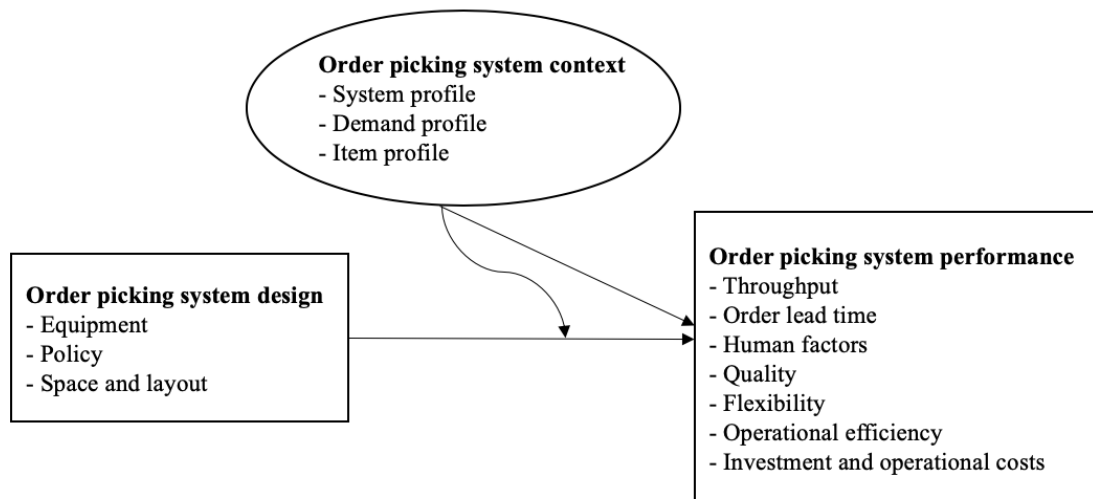 Order picking system context
- System profile
- Demand profile
- Item profile
Order picking system design
- Equipment
- Policy
- Space and layout
Order picking system performance
- Throughput
- Order lead time
- Human factors
- Quality
- Flexibility
- Operational efficiency
- Investment and operational costs